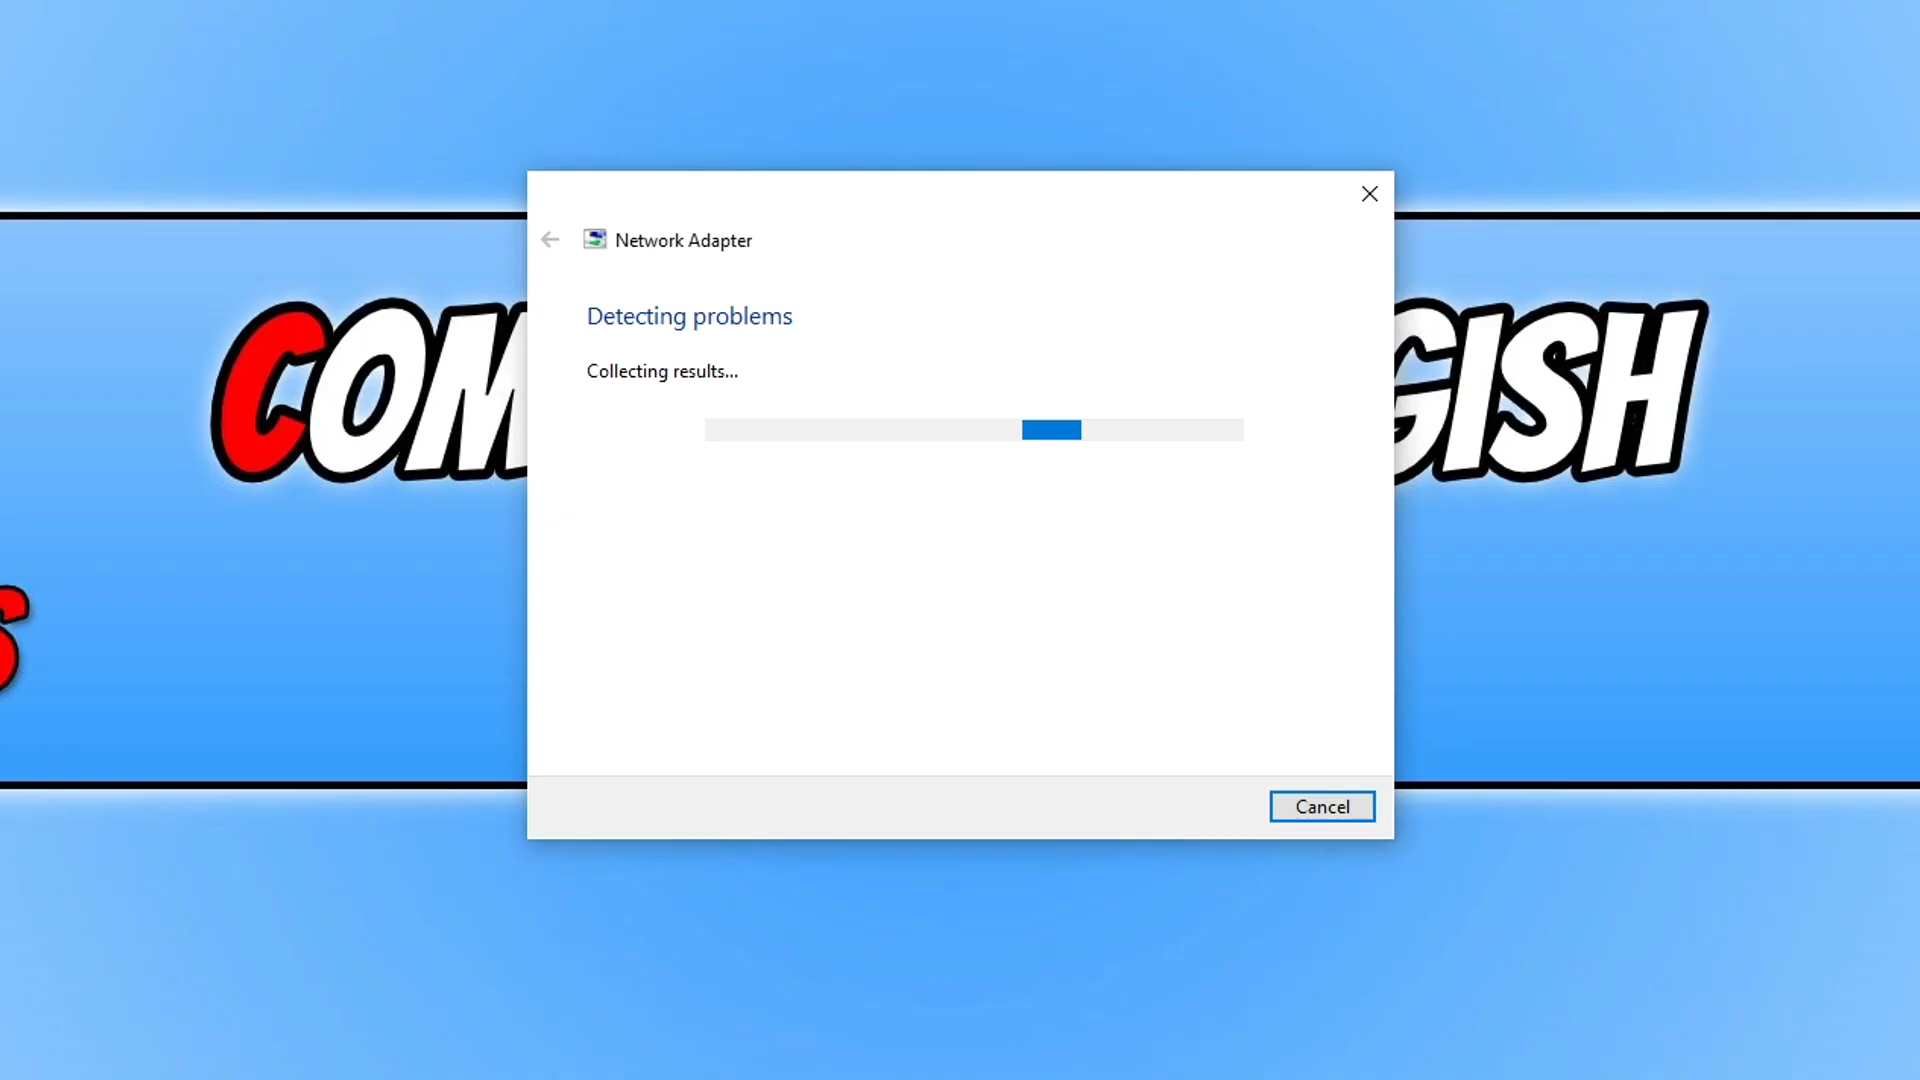 Network Adapter
Detecting problems
Collecting results...
COM
GISH
S
Cancel